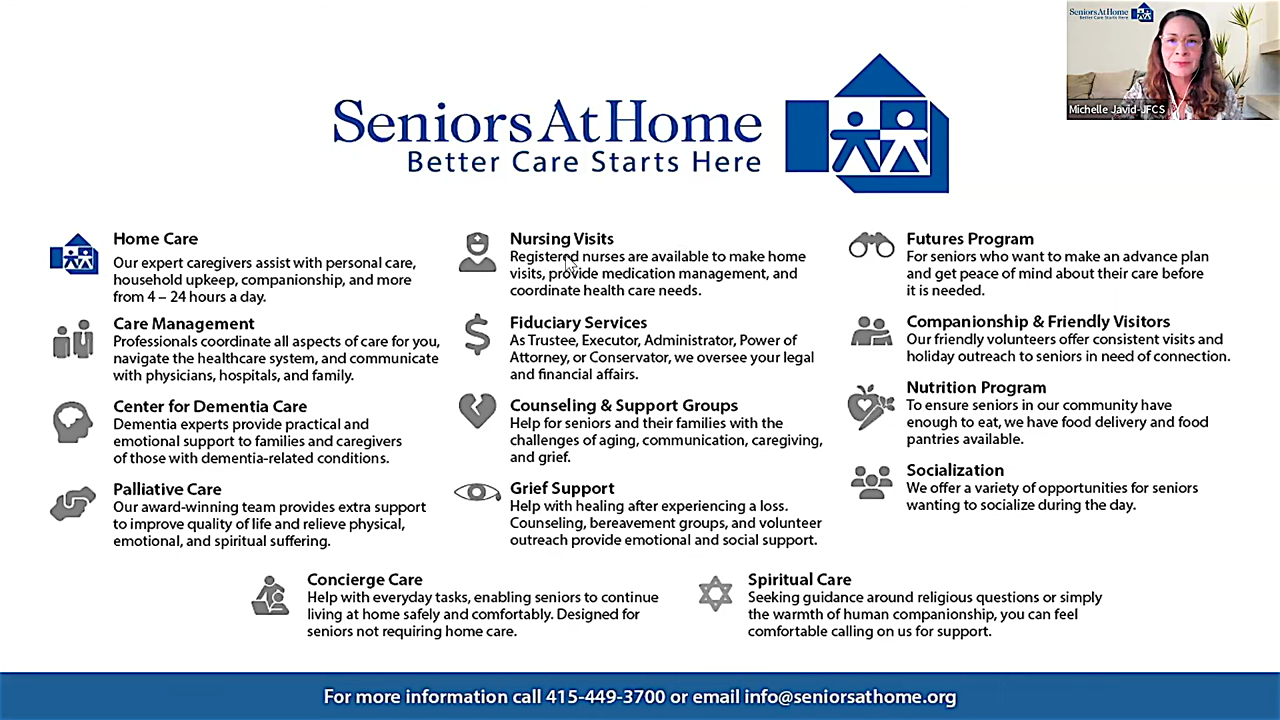 Seniors At Home
Better Care Starts Here
Seniors At Home
Better Care Starts Here
Michelle Javid-JFCS
Home Care
Our expert caregivers assist with personal care,
household upkeep, companionship, and more
from 4 – 24 hours a day.
Care Management
Professionals coordinate all aspects of care for you,
navigate the healthcare system, and communicate
with physicians, hospitals, and family.
Center for Dementia Care
Dementia experts provide practical and
emotional support to families and caregivers
of those with dementia-related conditions.
Palliative Care
Our award-winning team provides extra support
to improve quality of life and relieve physical,
emotional, and spiritual suffering.
Nursing Visits
Registered nurses are available to make home
visits, provide medication management, and
coordinate health care needs.
Fiduciary Services
As Trustee, Executor, Administrator, Power of
Attorney, or Conservator, we oversee your legal
and financial affairs.
Counseling & Support Groups
Help for seniors and their families with the
challenges of aging, communication, caregiving,
and grief.
Grief Support
Help with healing after experiencing a loss.
Counseling, bereavement groups, and volunteer
outreach provide emotional and social support.
Futures Program
For seniors who want to make an advance plan
and get peace of mind about their care before
it is needed.
Companionship & Friendly Visitors
Our friendly volunteers offer consistent visits and
holiday outreach to seniors in need of connection.
Nutrition Program
To ensure seniors in our community have
enough to eat, we have food delivery and food
pantries available.
Socialization
We offer a variety of opportunities for seniors
wanting to socialize during the day.
Concierge Care
Help with everyday tasks, enabling seniors to continue
living at home safely and comfortably. Designed for
seniors not requiring home care.
Spiritual Care
Seeking guidance around religious questions or simply
the warmth of human companionship, you can feel
comfortable calling on us for support.
For more information call 415-449-3700 or email info@seniorsathome.org